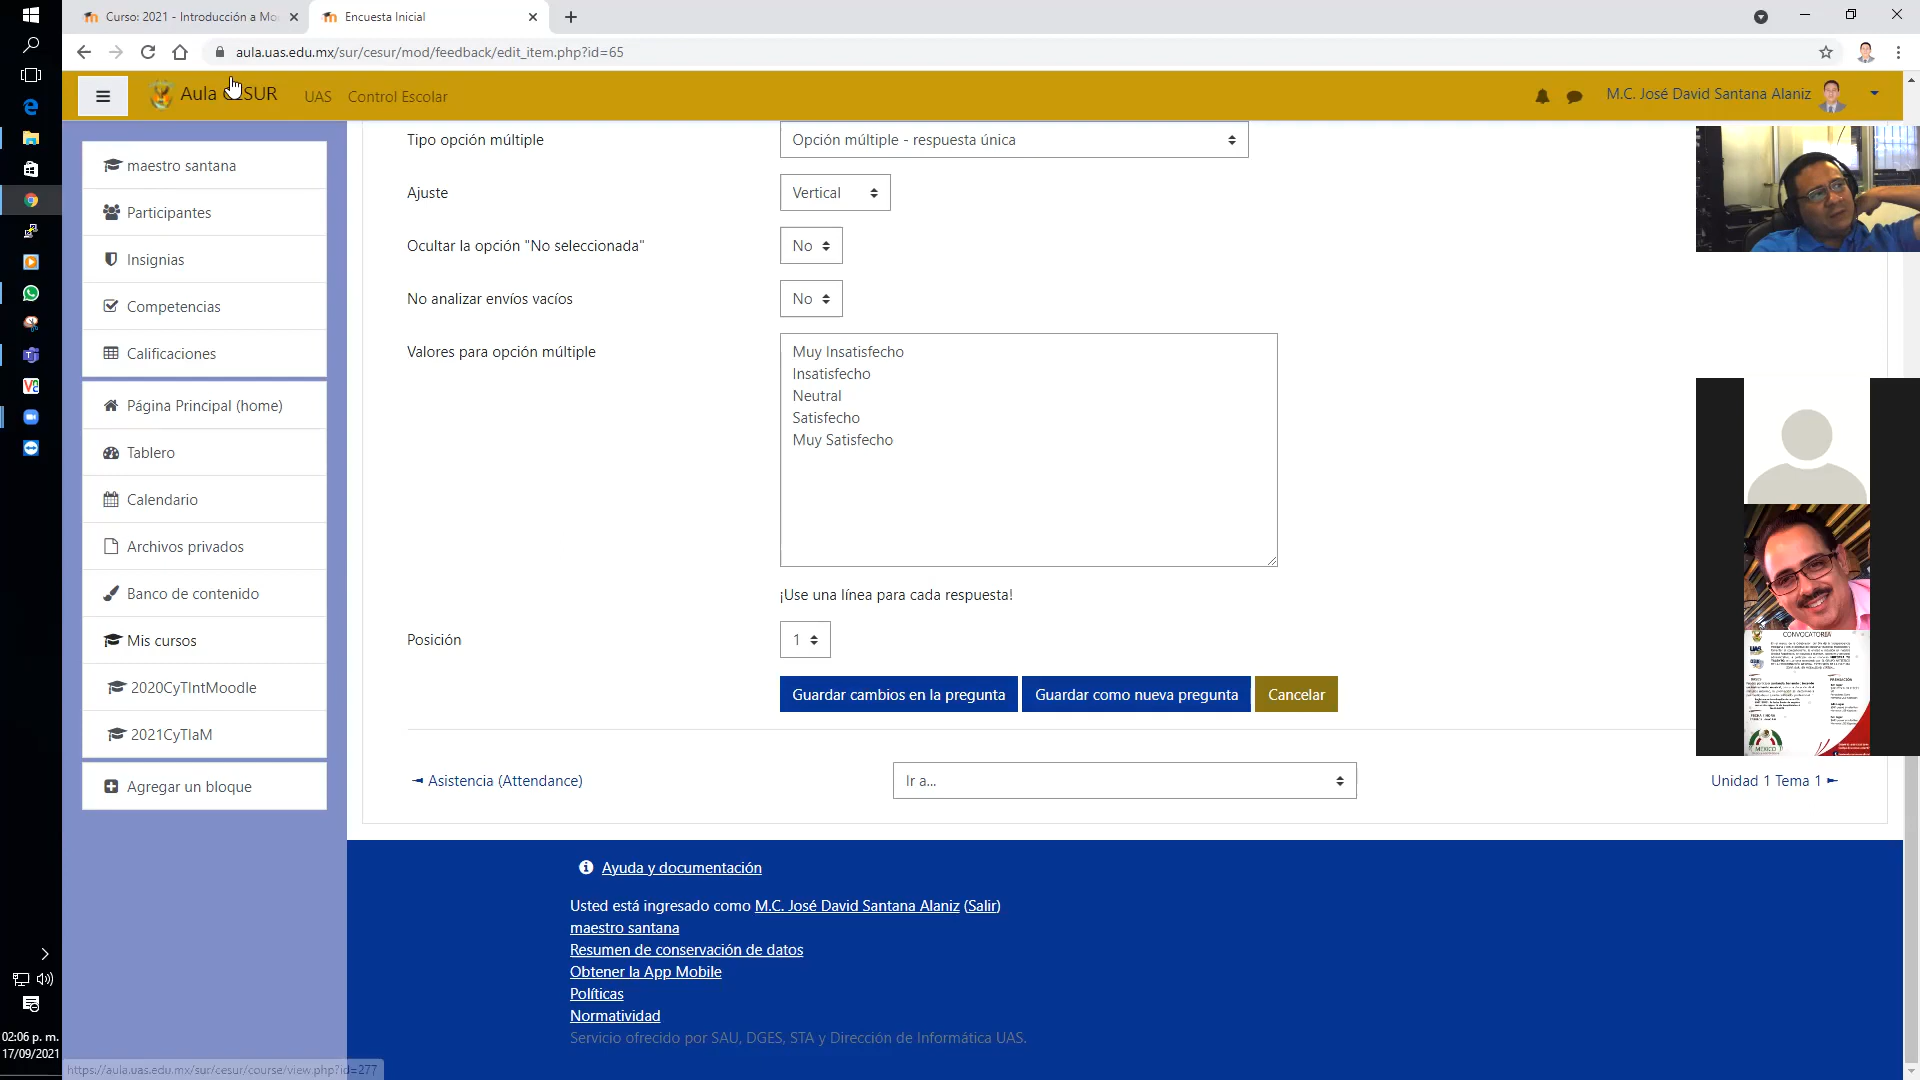 Curso: 2021 - Introducción a Mo
Encuesta Inicial
aula.uas.edu.mx/sur/cesur/mod/feedback/edit_item.php?id=65
Aula CESUR
UAS
Control Escolar
M.C. José David Santana Alaniz
maestro santana
Participantes
Insignias
Competencias
Calificaciones
Página Principal (home)
Tablero
Calendario
Archivos privados
Banco de contenido
Mis cursos
2020CyTIntMoodle
2021CyTIaM
Agregar un bloque
Tipo opción múltiple
Opción múltiple - respuesta única
Ajuste
Vertical
Ocultar la opción "No seleccionada"
No
No analizar envíos vacíos
No
Valores para opción múltiple
Muy Insatisfecho
Insatisfecho
Neutral
Satisfecho
Muy Satisfecho
¡Use una línea para cada respuesta!
Posición
1
Guardar cambios en la pregunta
Guardar como nueva pregunta
Cancelar
◄ Asistencia (Attendance)
Ir a...
Unidad 1 Tema 1 ►
CONVOCATORIA
Ayuda y documentación
Usted está ingresado como M.C. José David Santana Alaniz (Salir)
maestro santana
Resumen de conservación de datos
Obtener la App Mobile
Políticas
Normatividad
Servicio ofrecido por SAU, DGES, STA y Dirección de Informática UAS.
02:06 p. m.
17/09/2021
https://aula.uas.edu.mx/sur/cesur/course/view.php?id=277